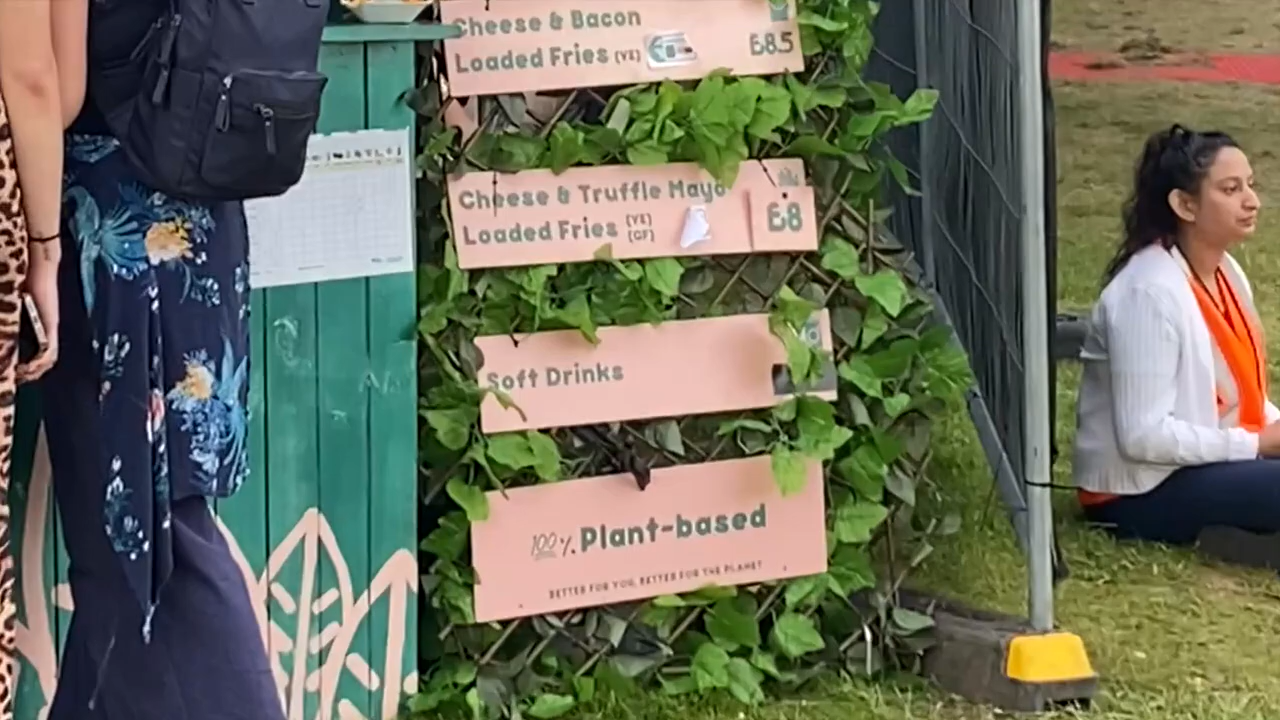 Cheese & Bacon
Loaded Fries (VE) £8.5
Cheese & Truffle Mayo
Loaded Fries (VE) (GF) £8
Soft Drinks
100% Plant-based
BETTER FOR YOU, BETTER FOR THE PLANET